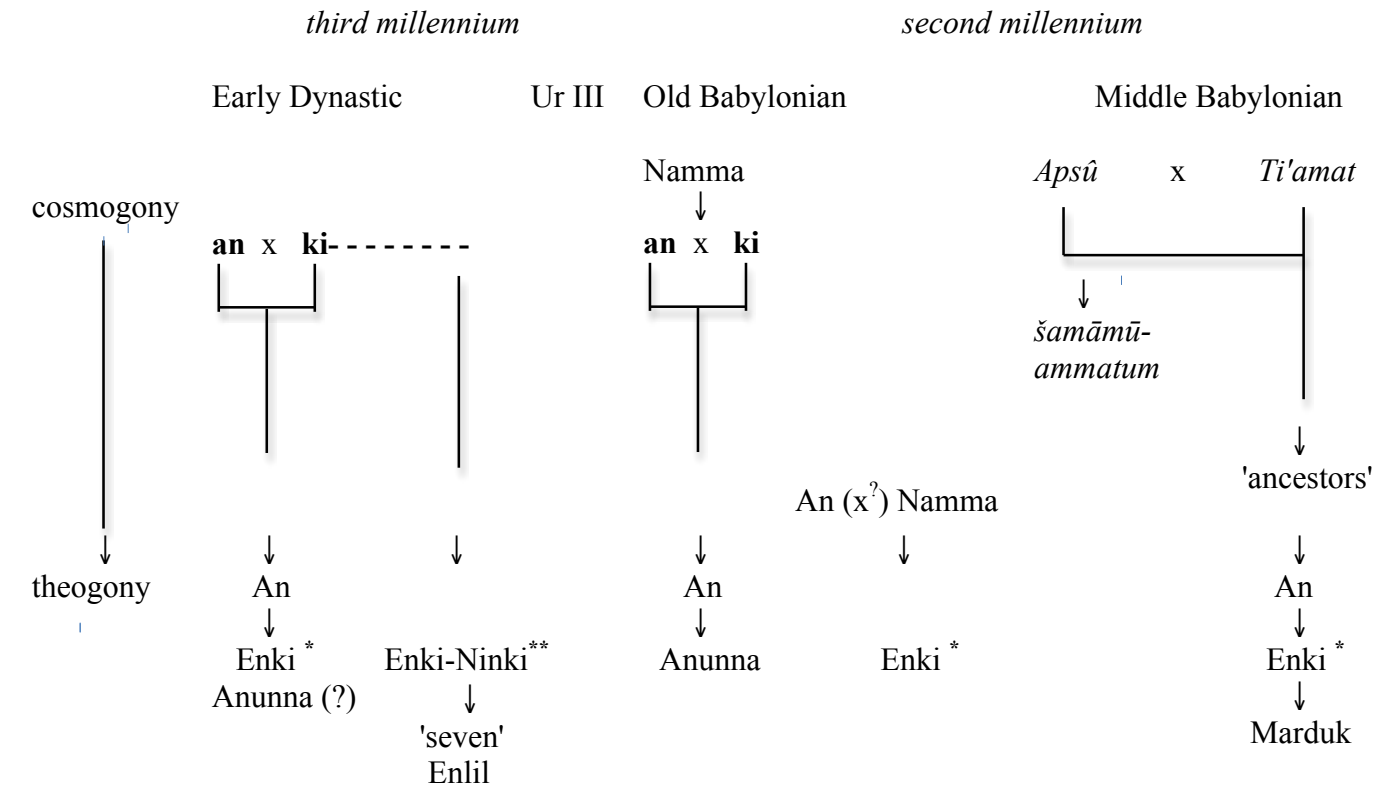 third millennium second millennium
Early Dynastic Ur III Old Babylonian Middle Babylonian
Namma Apsû x Ti'amat
cosmogony
an x ki- - - - - - - - an x ki
šamāmū-
ammatum
'ancestors'
An (x?) Namma
theogony An An An
Enki * Enki-Ninki** Anunna Enki * Enki *
Anunna (?)
'seven' Marduk
Enlil